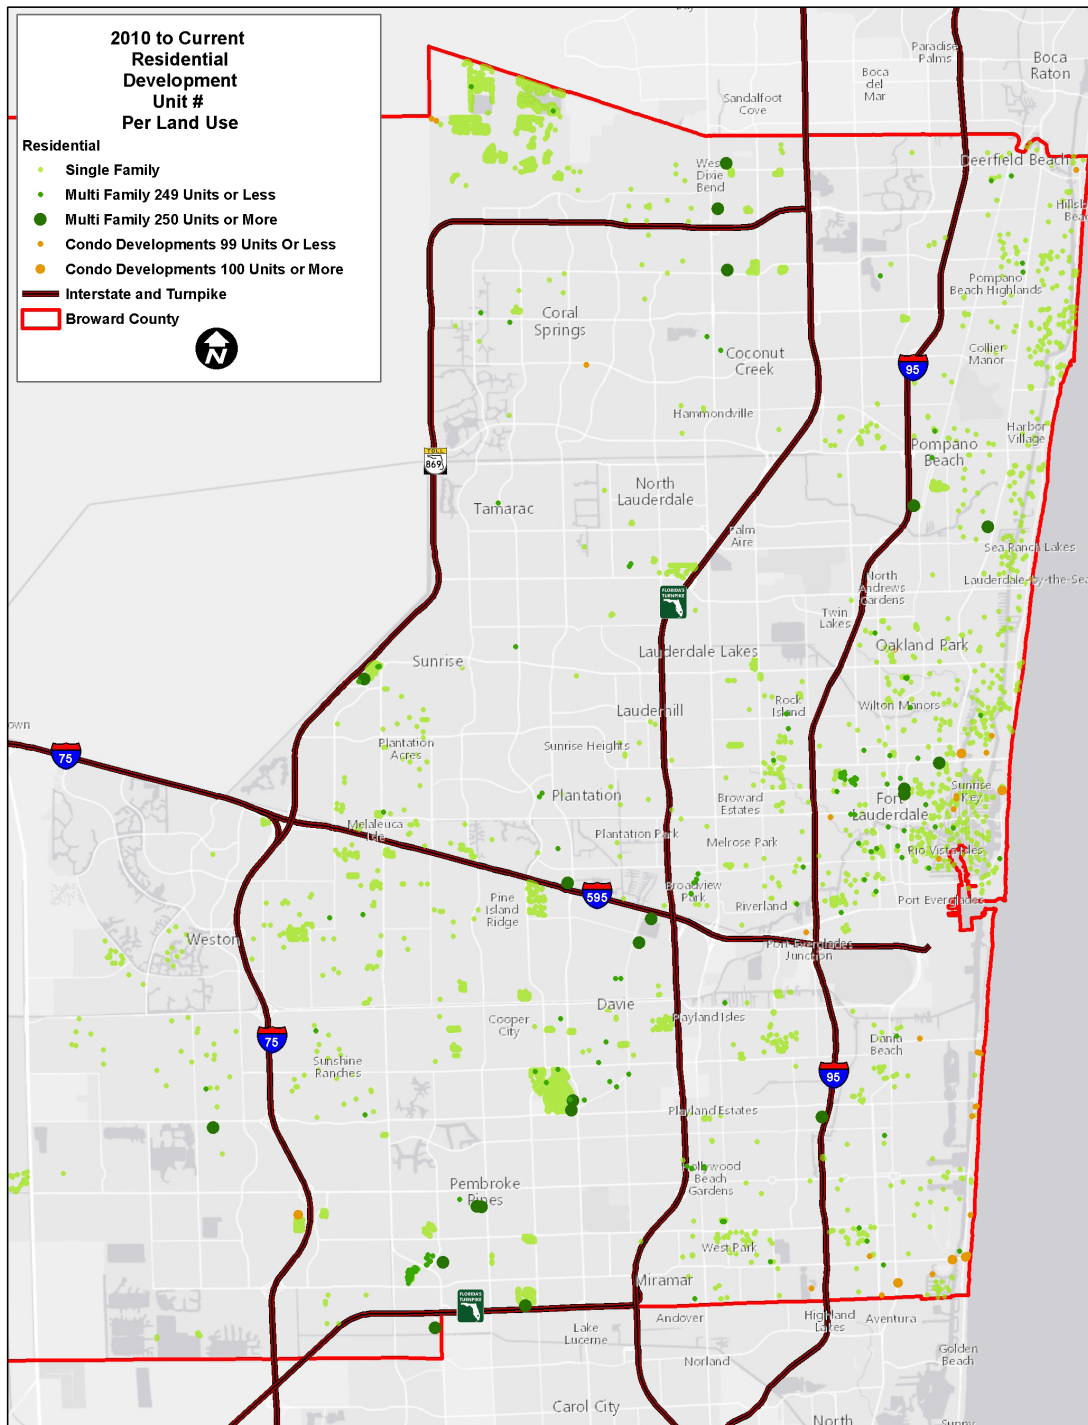 2010 to Current
Residential
Development
Unit #
Per Land Use
Residential
Single Family
Multi Family 249 Units or Less
Multi Family 250 Units or More
Condo Developments 99 Units Or Less
Condo Developments 100 Units or More
Interstate and Turnpike
Broward County
N
Paradise
Palms
Boca
Raton
Boca
del
Mar
Sandalfoot
Cove
Deerfield Beach
Dixie
Bend
Pompano
Beach Highlands
Coral
Springs
Coconut
Creek
Collier
Manor
95
Hammondville
Harbor
Village
Pompano
Beach
TOLL
869
North
Lauderdale
Tamarac
Palm
Aire
Sea Ranch Lakes
North
Andrews
Gardens
Lauderdale-by-the-Sea
FLORIDA'S
TURNPIKE
Twin
Lakes
Oakland Park
Lauderdale Lakes
Sunrise
Rock
Island
Wilton Manors
Lauderhill
own
75
Plantation
Acres
Sunrise Heights
Sunrise
Key
Plantation
Broward
Estates
Fort
Lauderdale
Melaleuca
Isle
Plantation Park
Melrose Park
Rio Vista Isles
Broadview
Park
595
Pine
Island
Ridge
Riverland
Port Everglades
Weston
Port Everglades
Junction
Davie
Cooper
City
Playland Isles
75
Dania
Beach
Sunshine
Ranches
95
Playland Estates
Hollywood
Beach
Gardens
Pembroke
Pines
West Park
Miramar
FLORIDA'S
TURNPIKE
Andover
Highland
Lakes
Aventura
Lake
Lucerne
Golden
Beach
Norland
Carol City
North
Sunny